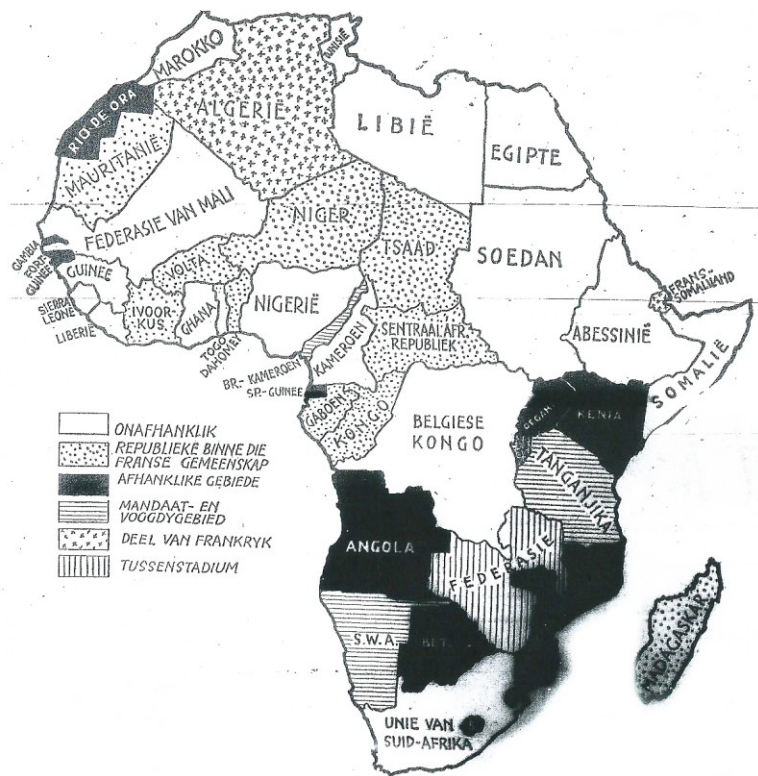 MAROKKO
TUNISIË
ALGERIË
LIBIË
EGIPTE
RIO DE ORA
MAURITANIË
FEDERASIE VAN MALI
NIGER
TSAAD
SOEDAN
FRANS-
SOMALILAND
GAMBIA
PORT
GUINEE
GUINEE
VOLTA
SIERRA
LEONE
LIBERIË
IVOOR
KUS
GHANA
TOGO
DAHOMEY
NIGERIË
KAMEROEN
BR.-KAMEROEN
SP.-GUINEE
SENTRAAL AFR.
REPUBLIEK
ABESSINIË
SOMALIË
GABOEN
KONGO
BELGIESE
KONGO
KENIA
TANGANJIKA
ONAFHANKLIK
REPUBLIEKE BINNE DIE
FRANSE GEMEENSKAP
AFHANKLIKE GEBIEDE
MANDAAT- EN
VOOGDYGEBIED
DEEL VAN FRANKRYK
TUSSENSTADIUM
ANGOLA
FEDERASIE
S.W.A.
BET.
MADAGASKAR
UNIE VAN
SUID-AFRIKA